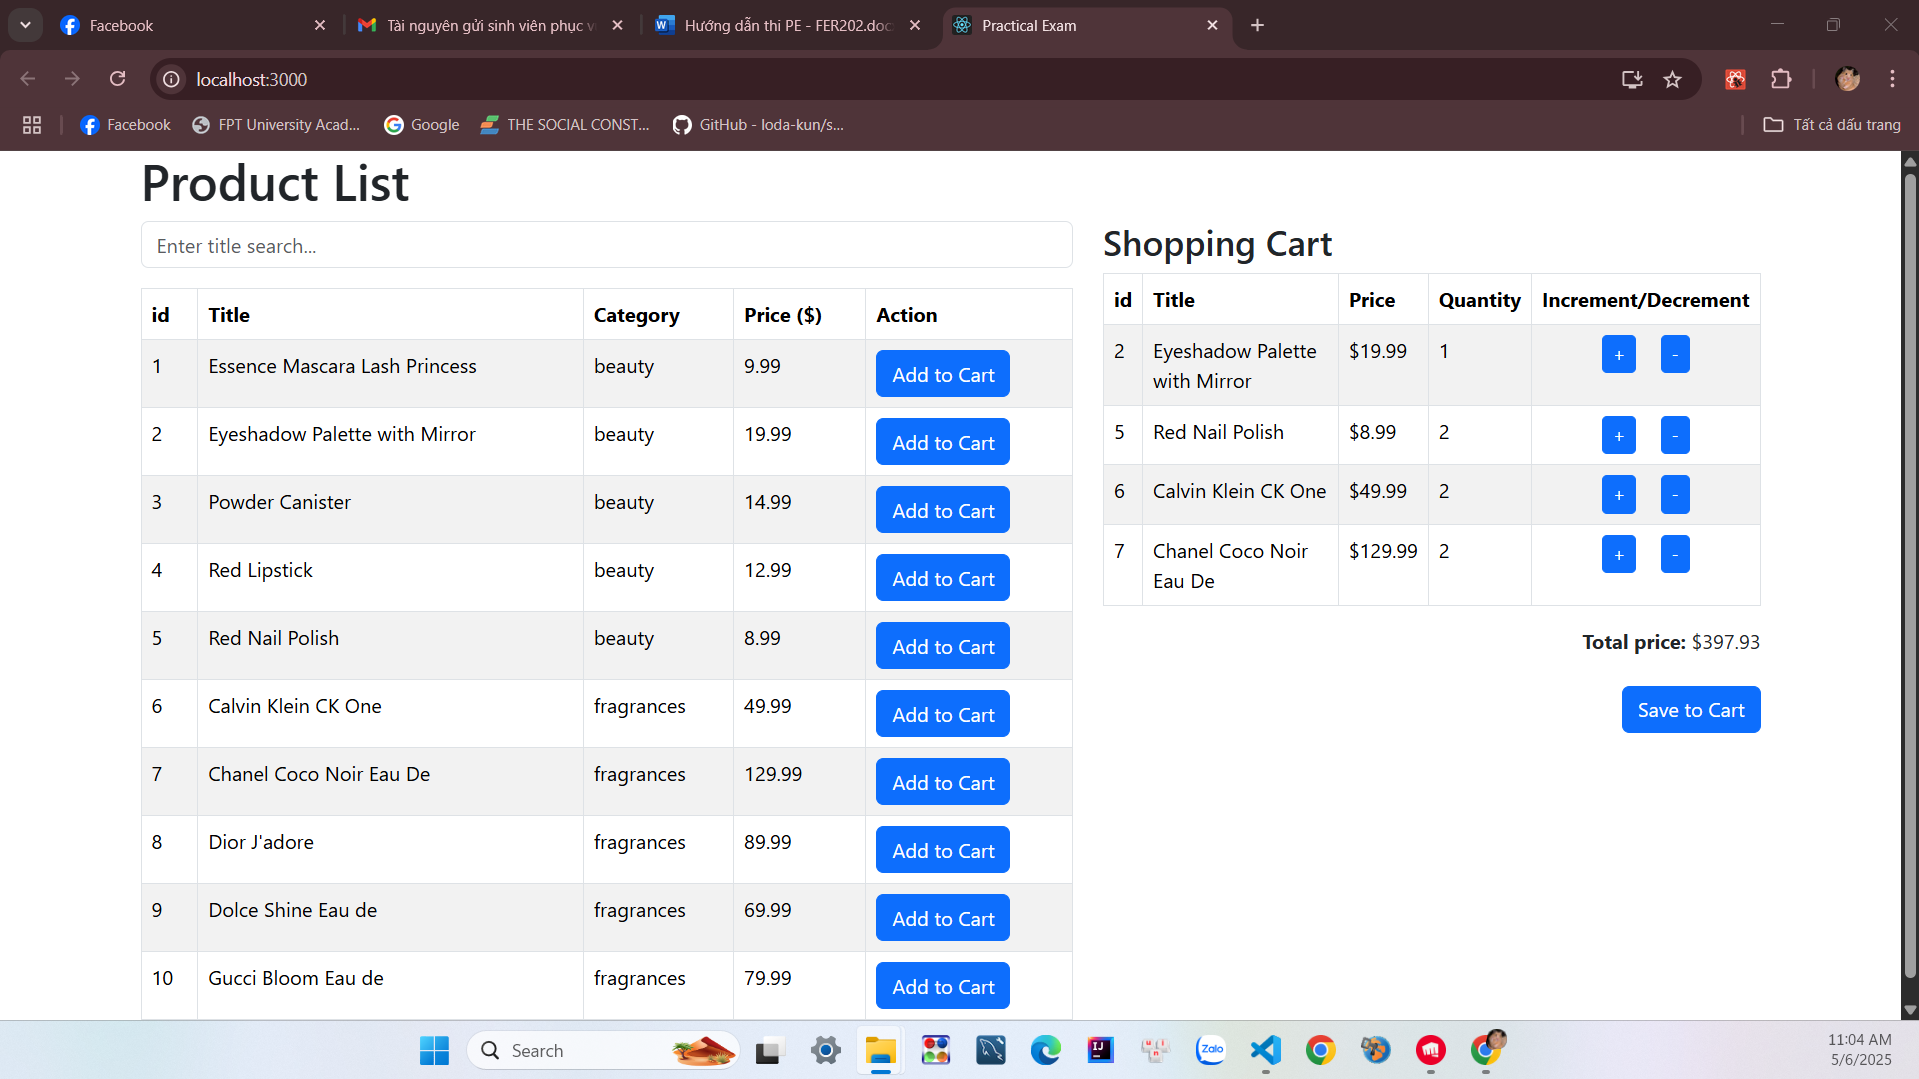 Facebook
Tài nguyên gửi sinh viên phục v
Hướng dẫn thi PE - FER202.doc
Practical Exam
localhost:3000
Facebook
FPT University Acad...
Google
THE SOCIAL CONST...
GitHub - loda-kun/s...
Tất cả dấu trang
Product List
Enter title search...
id Title Category Price ($) Action
1 Essence Mascara Lash Princess beauty 9.99 Add to Cart
2 Eyeshadow Palette with Mirror beauty 19.99 Add to Cart
3 Powder Canister beauty 14.99 Add to Cart
4 Red Lipstick beauty 12.99 Add to Cart
5 Red Nail Polish beauty 8.99 Add to Cart
6 Calvin Klein CK One fragrances 49.99 Add to Cart
7 Chanel Coco Noir Eau De fragrances 129.99 Add to Cart
8 Dior J'adore fragrances 89.99 Add to Cart
9 Dolce Shine Eau de fragrances 69.99 Add to Cart
10 Gucci Bloom Eau de fragrances 79.99 Add to Cart
Shopping Cart
id Title Price Quantity Increment/Decrement
2 Eyeshadow Palette $19.99 1 + -
with Mirror
5 Red Nail Polish $8.99 2 + -
6 Calvin Klein CK One $49.99 2 + -
7 Chanel Coco Noir $129.99 2 + -
Eau De
Total price: $397.93
Save to Cart
Search
IJ
Zalo
11:04 AM
5/6/2025